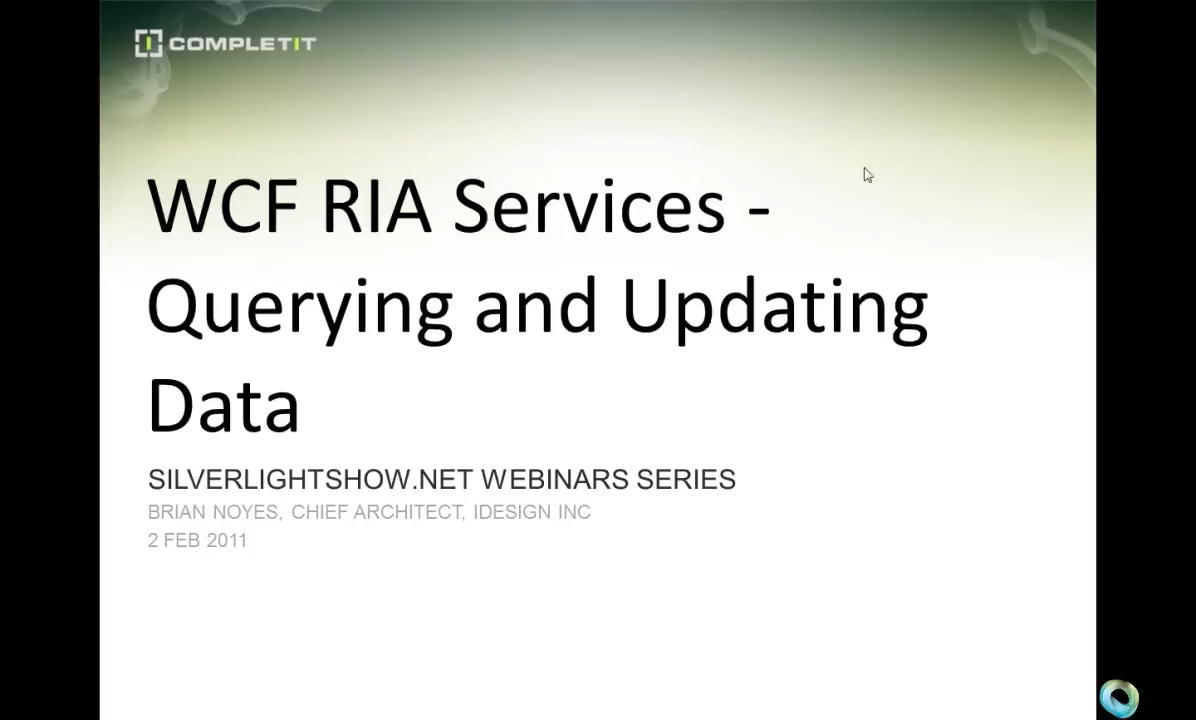 COMPLETIT
WCF RIA Services -
Querying and Updating
Data
SILVERLIGHTSHOW.NET WEBINARS SERIES
BRIAN NOYES, CHIEF ARCHITECT, IDESIGN INC
2 FEB 2011